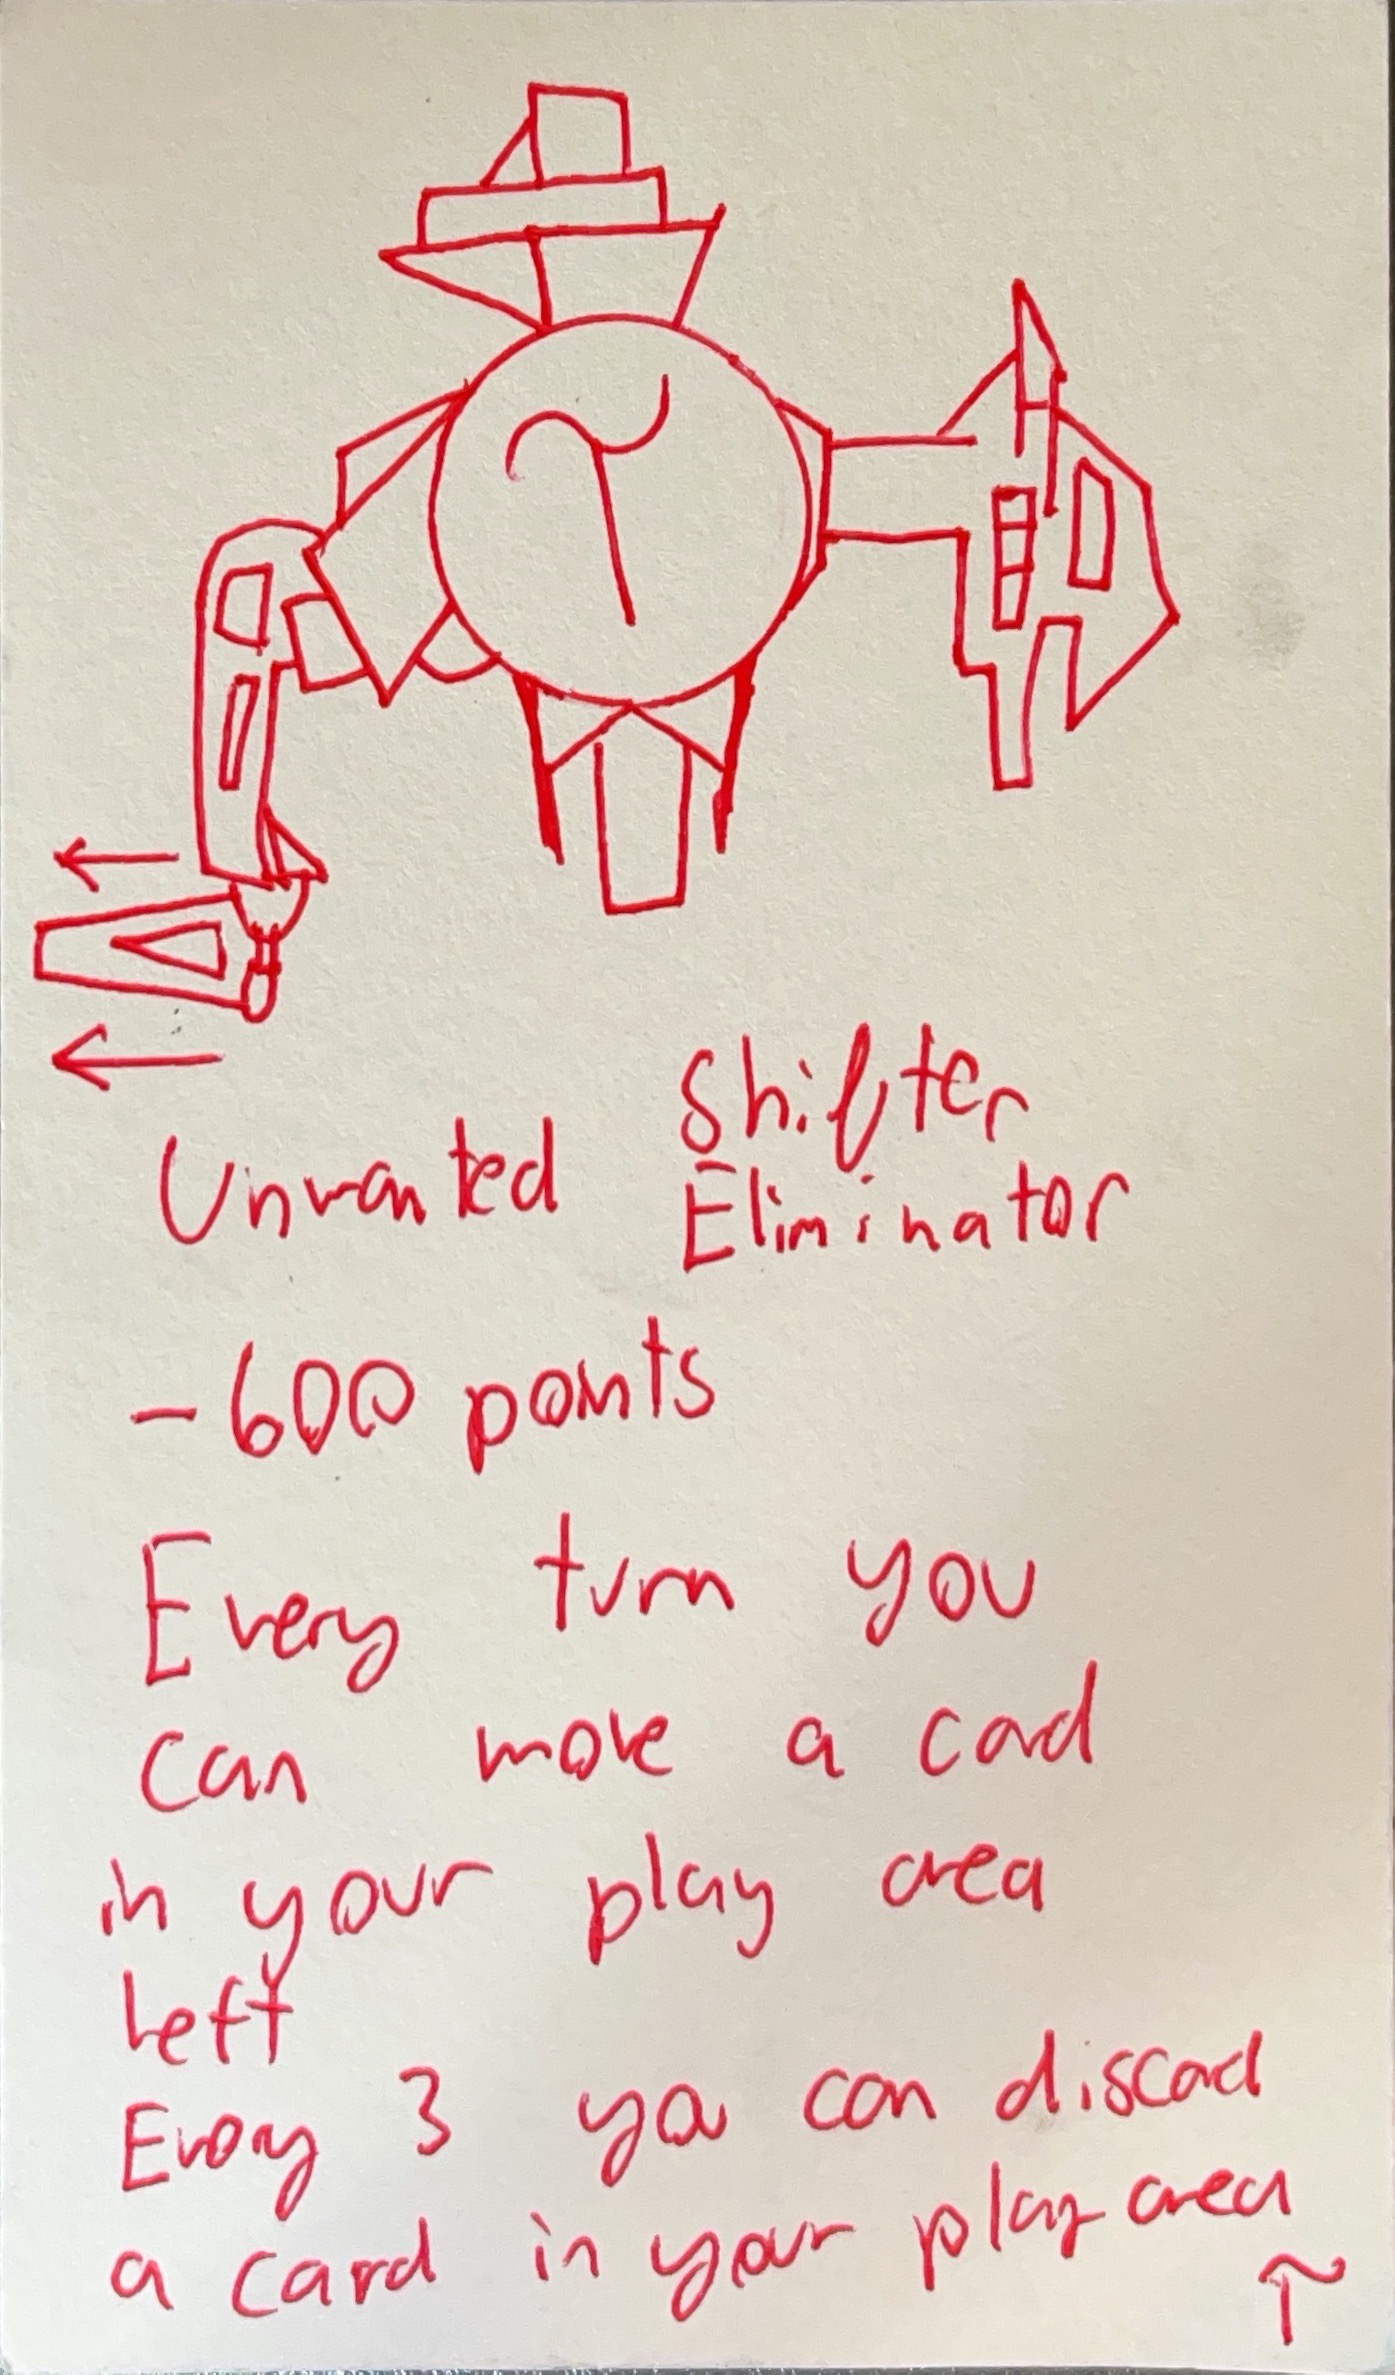 Unwanted Shifter
Eliminator
-600 points
Every turn you
can move a card
in your play area
left
Every 3 you can discard
a card in your play area